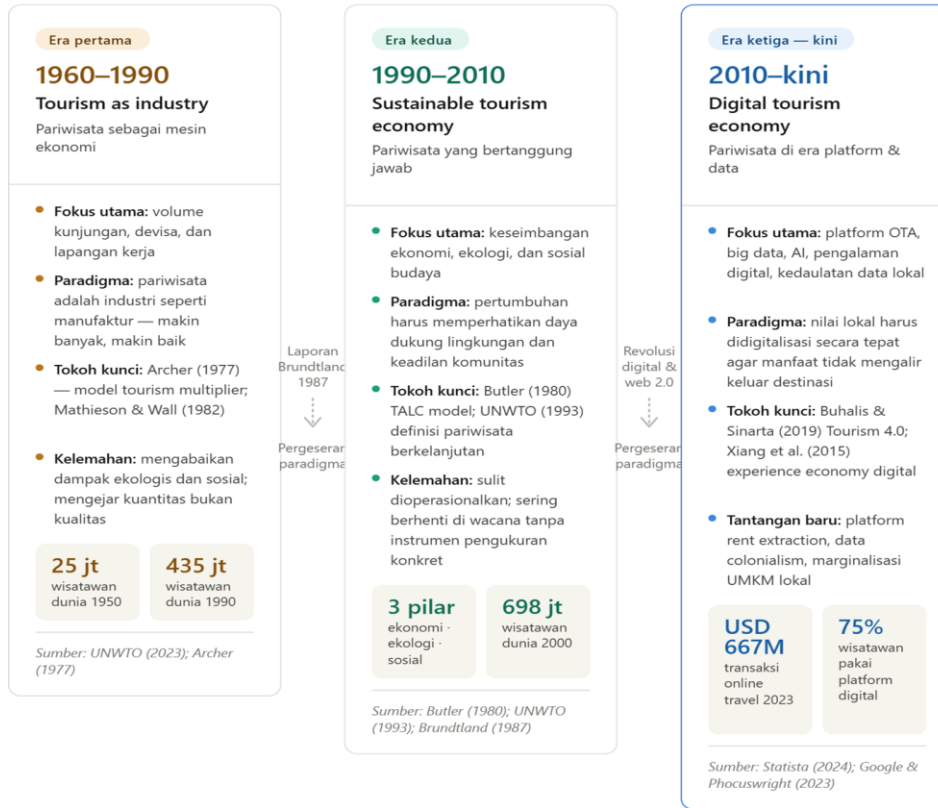 Era pertama
1960–1990
Tourism as industry
Pariwisata sebagai mesin
ekonomi
Fokus utama: volume
kunjungan, devisa, dan
lapangan kerja
Paradigma: pariwisata
adalah industri seperti
manufaktur — makin
banyak, makin baik
Tokoh kunci: Archer (1977)
— model tourism multiplier;
Mathieson & Wall (1982)
Kelemahan: mengabaikan
dampak ekologis dan sosial;
mengejar kuantitas bukan
kualitas
25 jt
wisatawan
dunia 1950
435 jt
wisatawan
dunia 1990
Sumber: UNWTO (2023); Archer
(1977)
Laporan
Brundtland
1987
Pergeseran
paradigma
Era kedua
1990–2010
Sustainable tourism
economy
Pariwisata yang bertanggung
jawab
Fokus utama: keseimbangan
ekonomi, ekologi, dan sosial
budaya
Paradigma: pertumbuhan
harus memperhatikan daya
dukung lingkungan dan
keadilan komunitas
Tokoh kunci: Butler (1980)
TALC model; UNWTO (1993)
definisi pariwisata
berkelanjutan
Kelemahan: sulit
dioperasionalkan; sering
berhenti di wacana tanpa
instrumen pengukuran
konkret
3 pilar
ekonomi ·
ekologi ·
sosial
698 jt
wisatawan
dunia 2000
Sumber: Butler (1980); UNWTO
(1993); Brundtland (1987)
Revolusi
digital &
web 2.0
Pergeseran
paradigma
Era ketiga — kini
2010–kini
Digital tourism
economy
Pariwisata di era platform &
data
Fokus utama: platform OTA,
big data, AI, pengalaman
digital, kedaulatan data lokal
Paradigma: nilai lokal harus
didigitalisasi secara tepat
agar manfaat tidak mengalir
keluar destinasi
Tokoh kunci: Buhalis &
Sinarta (2019) Tourism 4.0;
Xiang et al. (2015)
experience economy digital
Tantangan baru: platform
rent extraction, data
colonialism, marginalisasi
UMKM lokal
USD
667M
transaksi
online
travel 2023
75%
wisatawan
pakai
platform
digital
Sumber: Statista (2024); Google &
Phocuswright (2023)